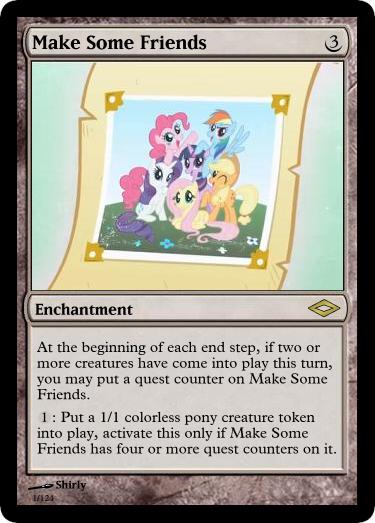 Make Some Friends 3
Enchantment
At the beginning of each end step, if two or
more creatures have come into play this turn,
you may put a quest counter on Make Some
Friends.
1 : Put a 1/1 colorless pony creature token
into play, activate this only if Make Some
Friends has four or more quest counters on it.
Shirly
1/124